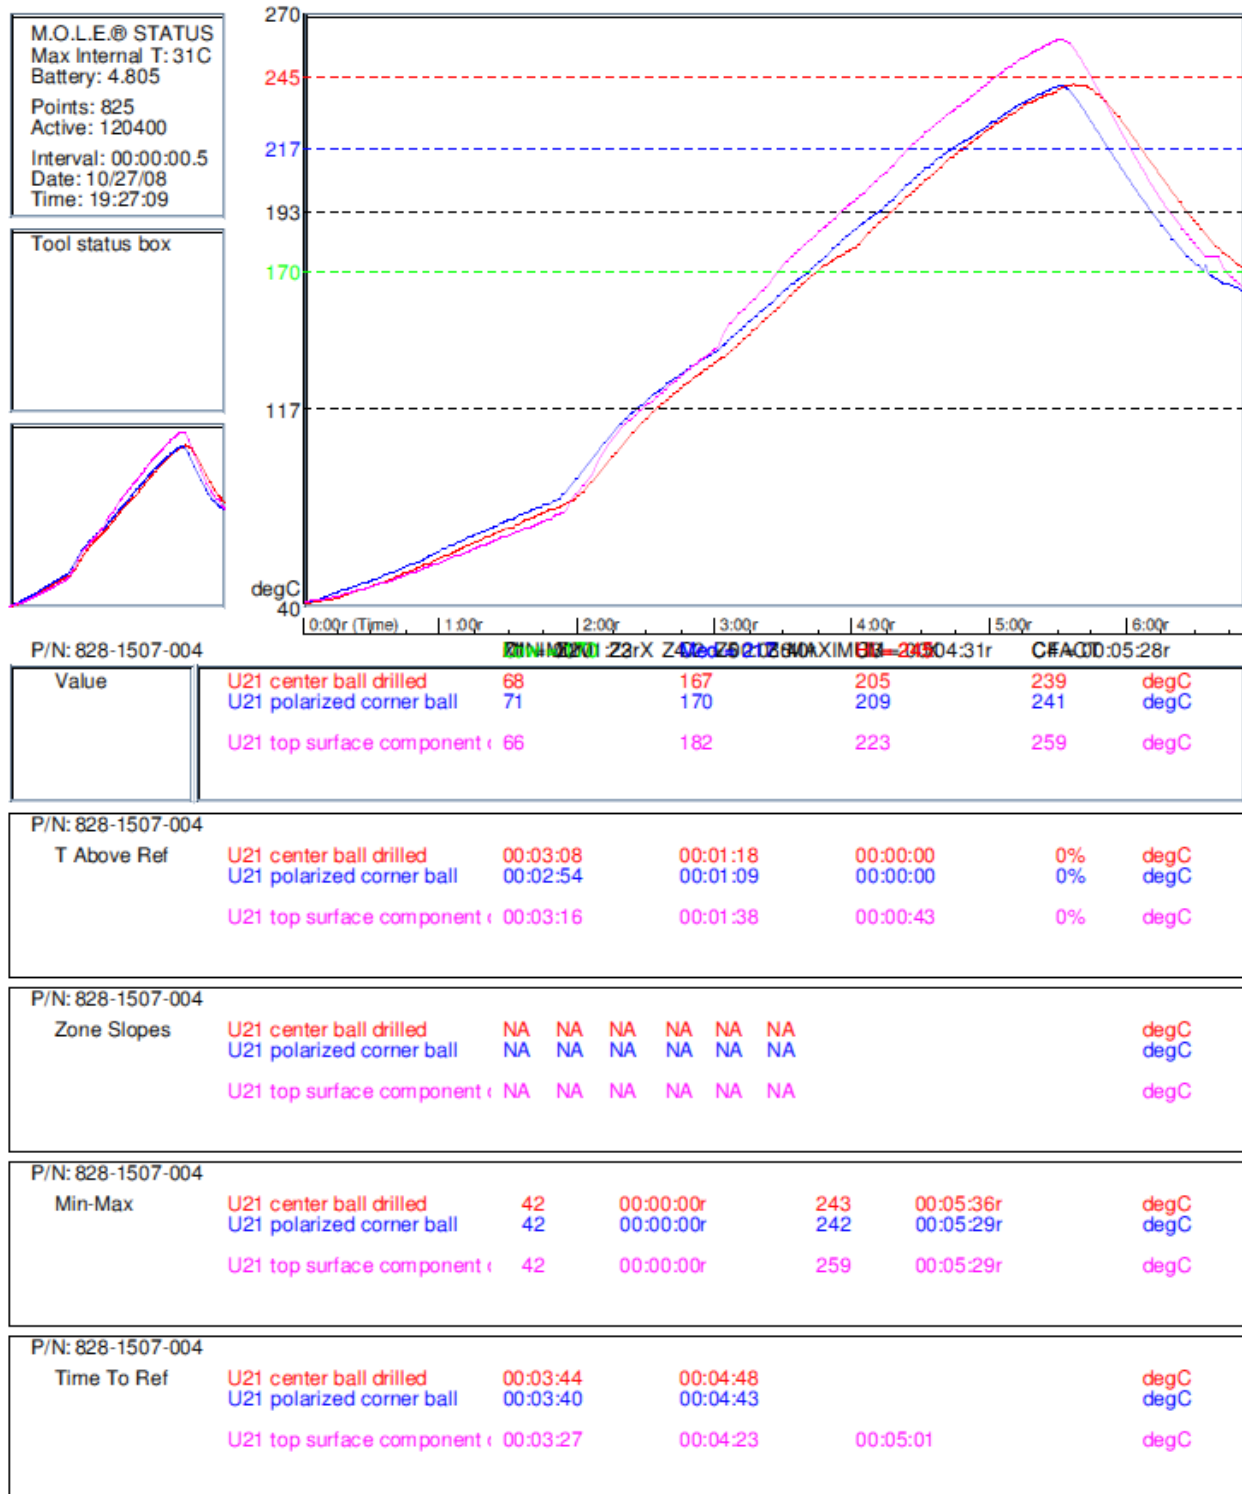 M.O.L.E.® STATUS
Max Internal T: 31C
Battery: 4.805
Points: 825
Active: 120400
Interval: 00:00:00.5
Date: 10/27/08
Time: 19:27:09
Tool status box
270
245
217
193
170
117
degC
40
0:00r (Time) 1:00r 2:00r 3:00r 4:00r 5:00r 6:00r
P/N: 828-1507-004
Value
U21 center ball drilled 68 167 205 239 degC
U21 polarized corner ball 71 170 209 241 degC
U21 top surface component 66 182 223 259 degC
P/N: 828-1507-004
T Above Ref
U21 center ball drilled 00:03:08 00:01:18 00:00:00 0% degC
U21 polarized corner ball 00:02:54 00:01:09 00:00:00 0% degC
U21 top surface component 00:03:16 00:01:38 00:00:43 0% degC
P/N: 828-1507-004
Zone Slopes
U21 center ball drilled NA NA NA NA NA NA degC
U21 polarized corner ball NA NA NA NA NA NA degC
U21 top surface component NA NA NA NA NA NA degC
P/N: 828-1507-004
Min-Max
U21 center ball drilled 42 00:00:00r 243 00:05:36r degC
U21 polarized corner ball 42 00:00:00r 242 00:05:29r degC
U21 top surface component 42 00:00:00r 259 00:05:29r degC
P/N: 828-1507-004
Time To Ref
U21 center ball drilled 00:03:44 00:04:48 degC
U21 polarized corner ball 00:03:40 00:04:43 degC
U21 top surface component 00:03:27 00:04:23 00:05:01 degC